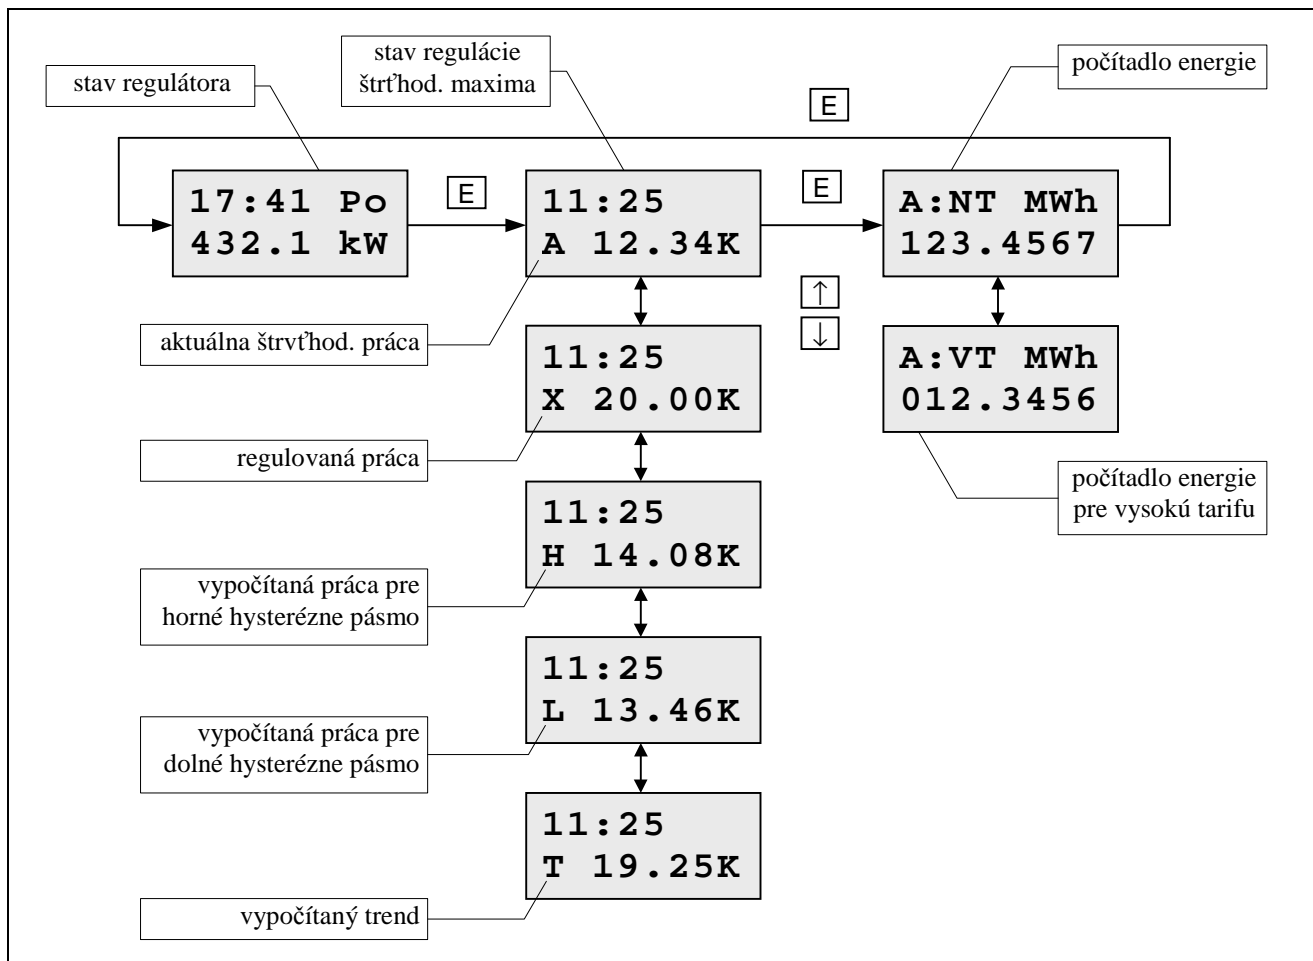 stav regulátora
stav regulácie
štrťhod. maxima
počítadlo energie
E
17:41 Po
432.1 kW
E
11:25
A 12.34K
E
A:NT MWh
123.4567
↑
↓
aktuálna štrvťhod. práca
11:25
X 20.00K
A:VT MWh
012.3456
regulovaná práca
počítadlo energie
pre vysokú tarifu
11:25
H 14.08K
vypočítaná práca pre
horné hysterézne pásmo
11:25
L 13.46K
vypočítaná práca pre
dolné hysterézne pásmo
11:25
T 19.25K
vypočítaný trend